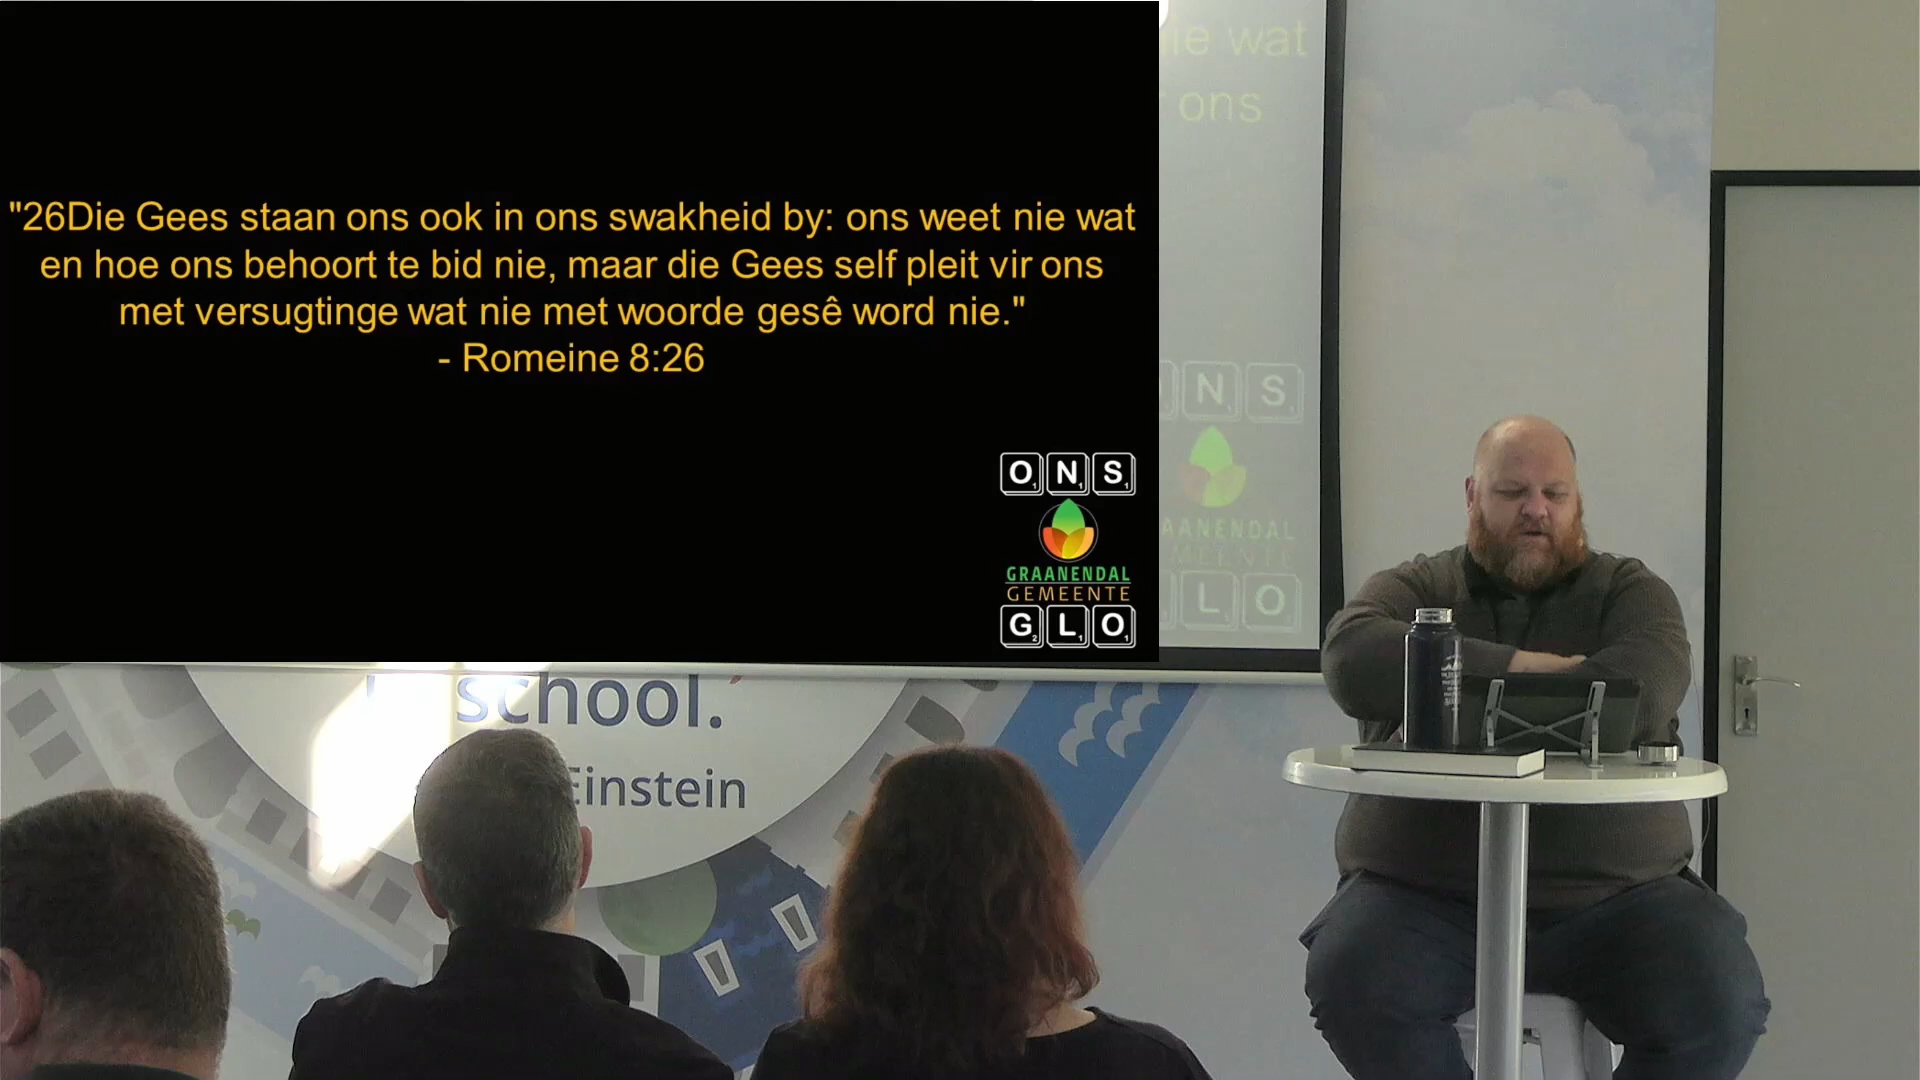 "26Die Gees staan ons ook in ons swakheid by: ons weet nie wat
en hoe ons behoort te bid nie, maar die Gees self pleit vir ons
met versugtinge wat nie met woorde gesê word nie."
- Romeine 8:26
ONS
GRAANENDAL
GEMEENTE
GLO
wat
ons
NS
AANENDAL
MEENTE
LO
school.
Einstein